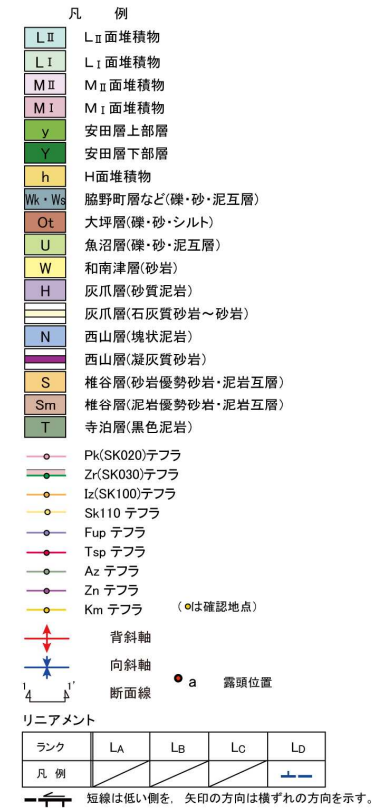 凡 例
LⅡ LⅡ面堆積物
LⅠ LⅠ面堆積物
MⅡ MⅡ面堆積物
MⅠ MⅠ面堆積物
y 安田層上部層
Y 安田層下部層
h H面堆積物
Wk・Ws 脇野町層など(礫・砂・泥互層)
Ot 大坪層(礫・砂・シルト)
U 魚沼層(礫・砂・泥互層)
W 和南津層(砂岩)
H 灰爪層(砂質泥岩)
灰爪層(石灰質砂岩～砂岩)
N 西山層(塊状泥岩)
西山層(凝灰質砂岩)
S 椎谷層(砂岩優勢砂岩・泥岩互層)
Sm 椎谷層(泥岩優勢砂岩・泥岩互層)
T 寺泊層(黒色泥岩)
Pk(SK020)テフラ
Zr(SK030)テフラ
Iz(SK100)テフラ
Sk110 テフラ
Fup テフラ
Tsp テフラ
Az テフラ
Zn テフラ
Km テフラ (は確認地点)
背斜軸
向斜軸
1 1' 断面線 a 露頭位置
リニアメント
ランク LA LB LC LD
凡 例
短線は低い側を, 矢印の方向は横ずれの方向を示す。